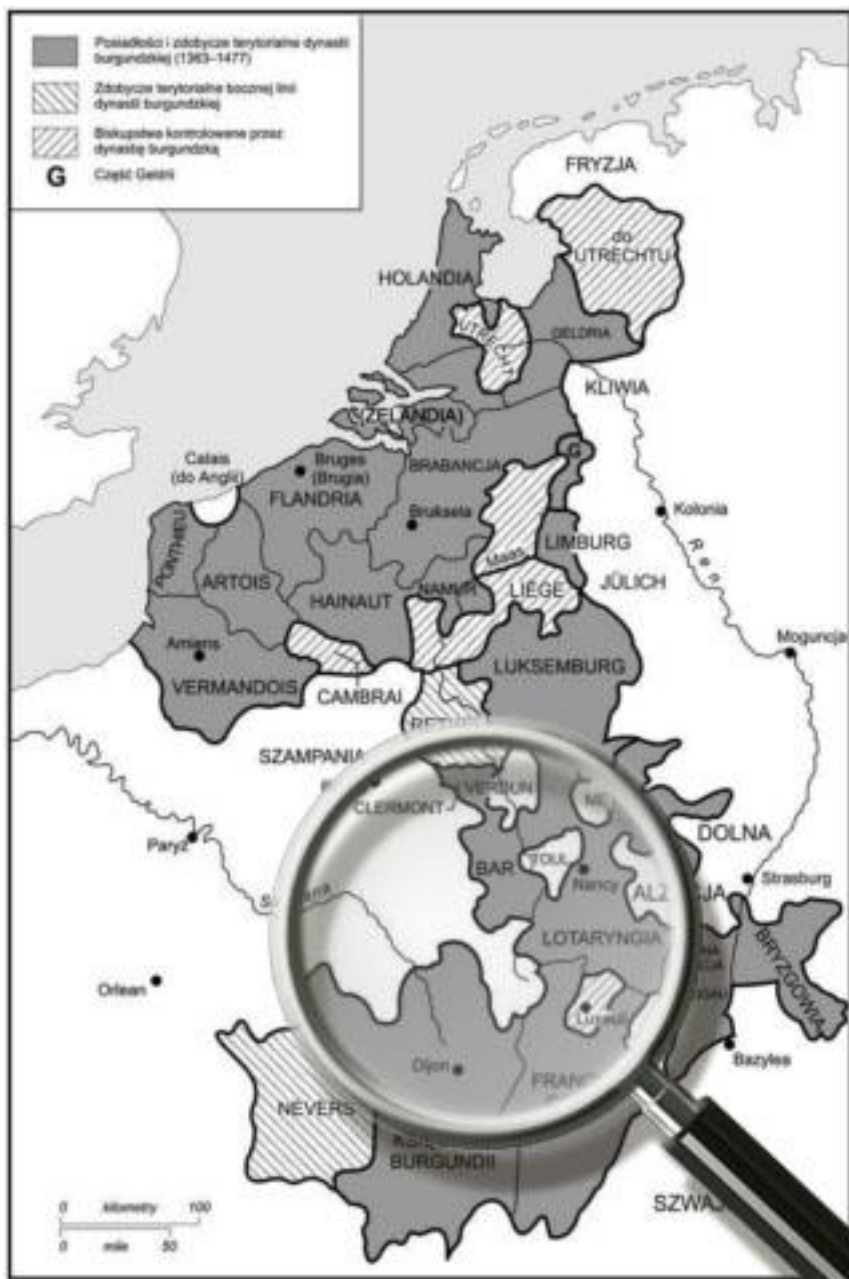 Posiadłości i zdobycze terytorialne dynastii
burgundzkiej (1363–1477)
Zdobycze terytorialne bocznej linii
dynastii burgundzkiej
Biskupstwa kontrolowane przez
dynastię burgundzką
G Część Geldrii
FRYZJA
do
UTRECHTU
HOLANDIA
UTRECHT
GELDRIA
KLIWIA
(ZELANDIA)
G
Calais
(do Anglii)
Bruges
(Brugia)
BRABANCJA
FLANDRIA
Bruksela
Kolonia
Ren
PONTHIEU
Maas
LIMBURG
ARTOIS
HAINAUT
NAMUR
LIÈGE
JÜLICH
Amiens
Moguncja
VERMANDOIS
CAMBRAI
LUKSEMBURG
SZAMPANIA
VERDUN
CLERMONT
DOLNA
Paryż
BAR
TOUL
Nancy
Strasburg
LOTARYNGIA
BRYZGOWIA
Orlean
Luxeuil
Bazylea
Dijon
NEVERS
BURGUNDII
0 kilometry 100
0 mile 50